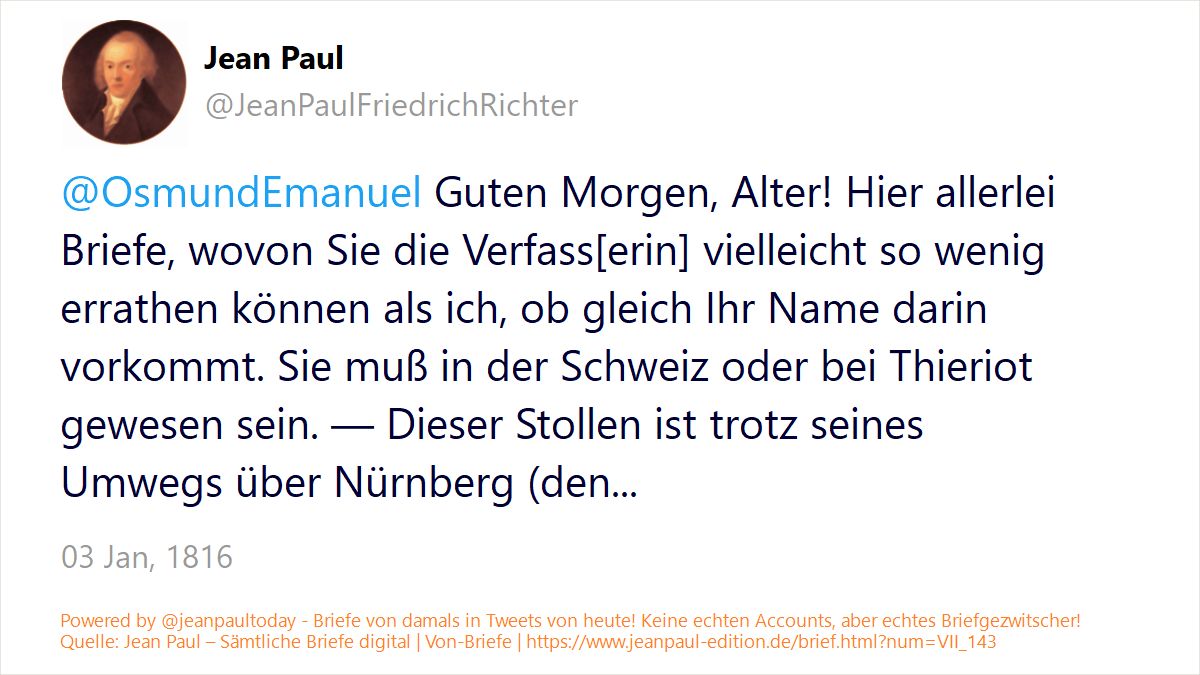 Jean Paul
@JeanPaulFriedrichRichter
@OsmundEmanuel Guten Morgen, Alter! Hier allerlei
Briefe, wovon Sie die Verfass[erin] vielleicht so wenig
errathen können als ich, ob gleich Ihr Name darin
vorkommt. Sie muß in der Schweiz oder bei Thieriot
gewesen sein. — Dieser Stollen ist trotz seines
Umwegs über Nürnberg (den...
03 Jan, 1816
Powered by @jeanpaultoday - Briefe von damals in Tweets von heute! Keine echten Accounts, aber echtes Briefgezwitscher!
Quelle: Jean Paul – Sämtliche Briefe digital | Von-Briefe | https://www.jeanpaul-edition.de/brief.html?num=VII_143